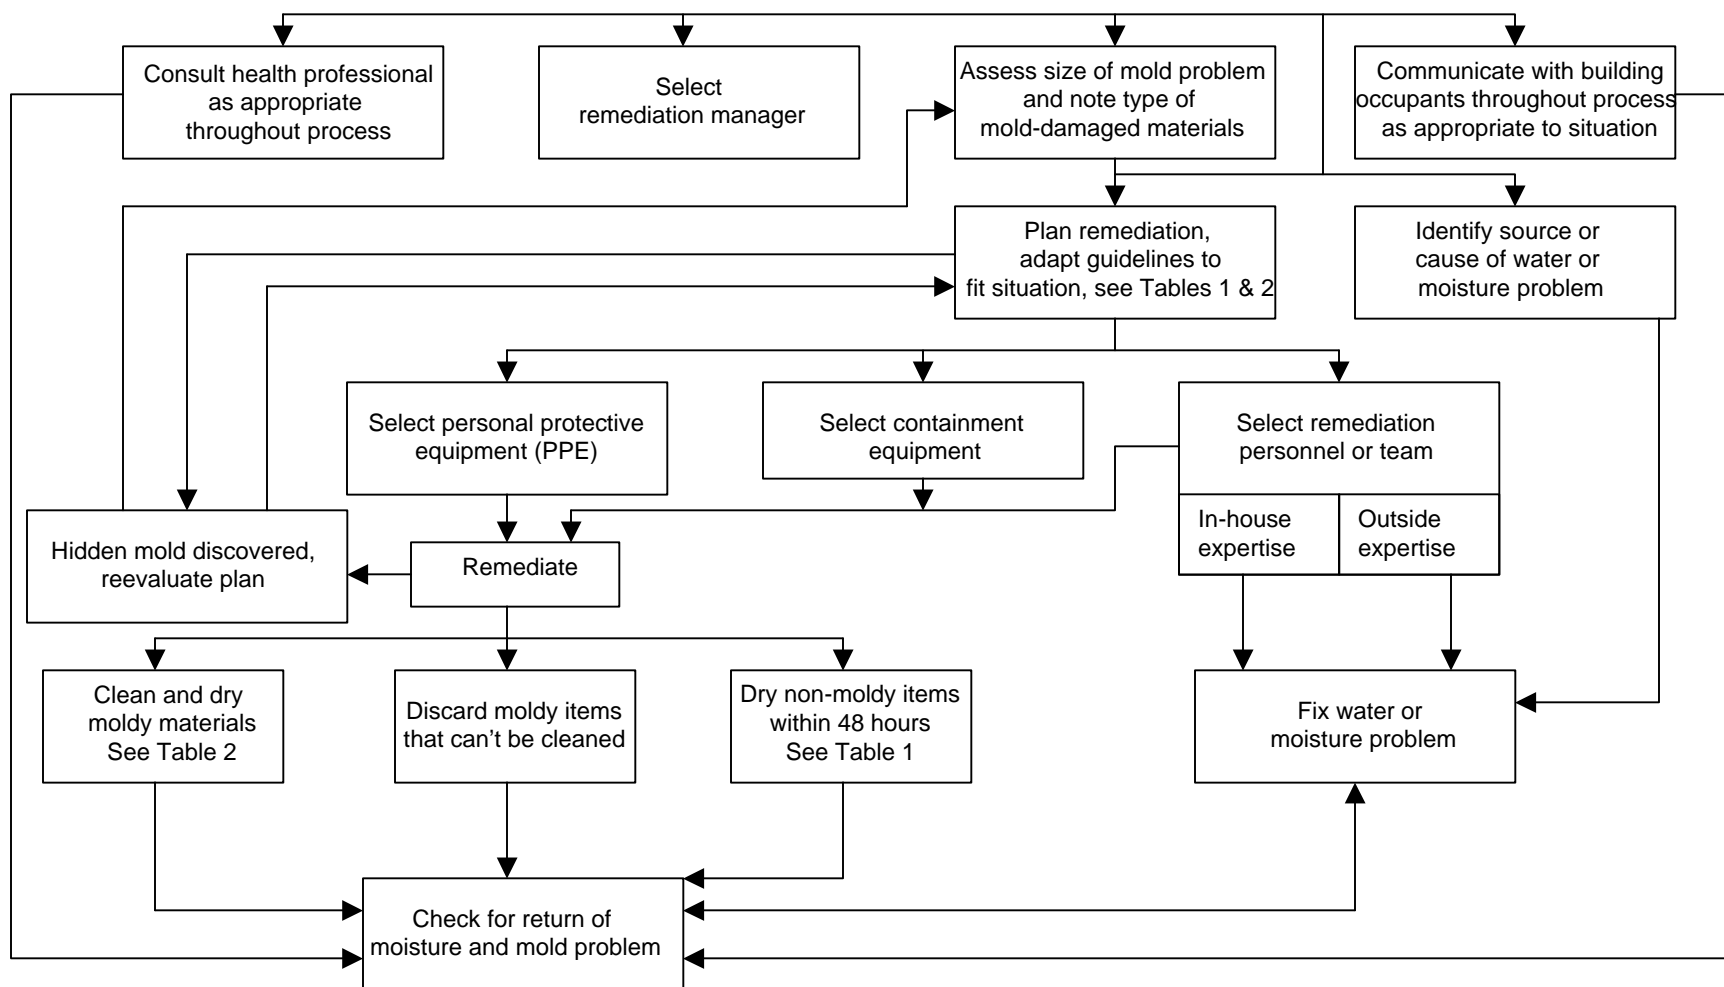 Consult health professional
as appropriate
throughout process
Select
remediation manager
Assess size of mold problem
and note type of
mold-damaged materials
Communicate with building
occupants throughout process
as appropriate to situation
Plan remediation,
adapt guidelines to
fit situation, see Tables 1 & 2
Identify source or
cause of water or
moisture problem
Select personal protective
equipment (PPE)
Select containment
equipment
Select remediation
personnel or team
In-house
expertise
Outside
expertise
Hidden mold discovered,
reevaluate plan
Remediate
Clean and dry
moldy materials
See Table 2
Discard moldy items
that can’t be cleaned
Dry non-moldy items
within 48 hours
See Table 1
Fix water or
moisture problem
Check for return of
moisture and mold problem